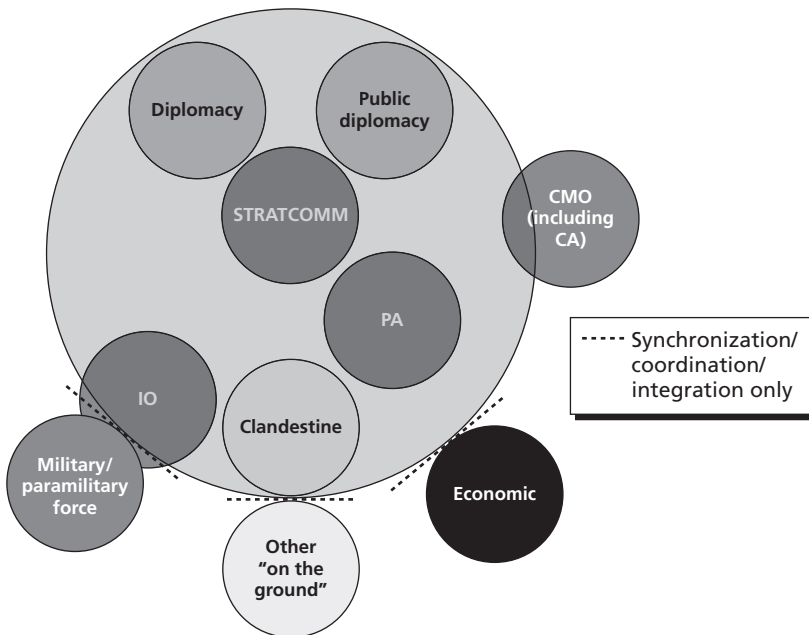 Diplomacy
Public
diplomacy
STRATCOMM
CMO
(including
CA)
PA
Synchronization/
coordination/
integration only
IO
Clandestine
Military/
paramilitary
force
Economic
Other
“on the
ground”